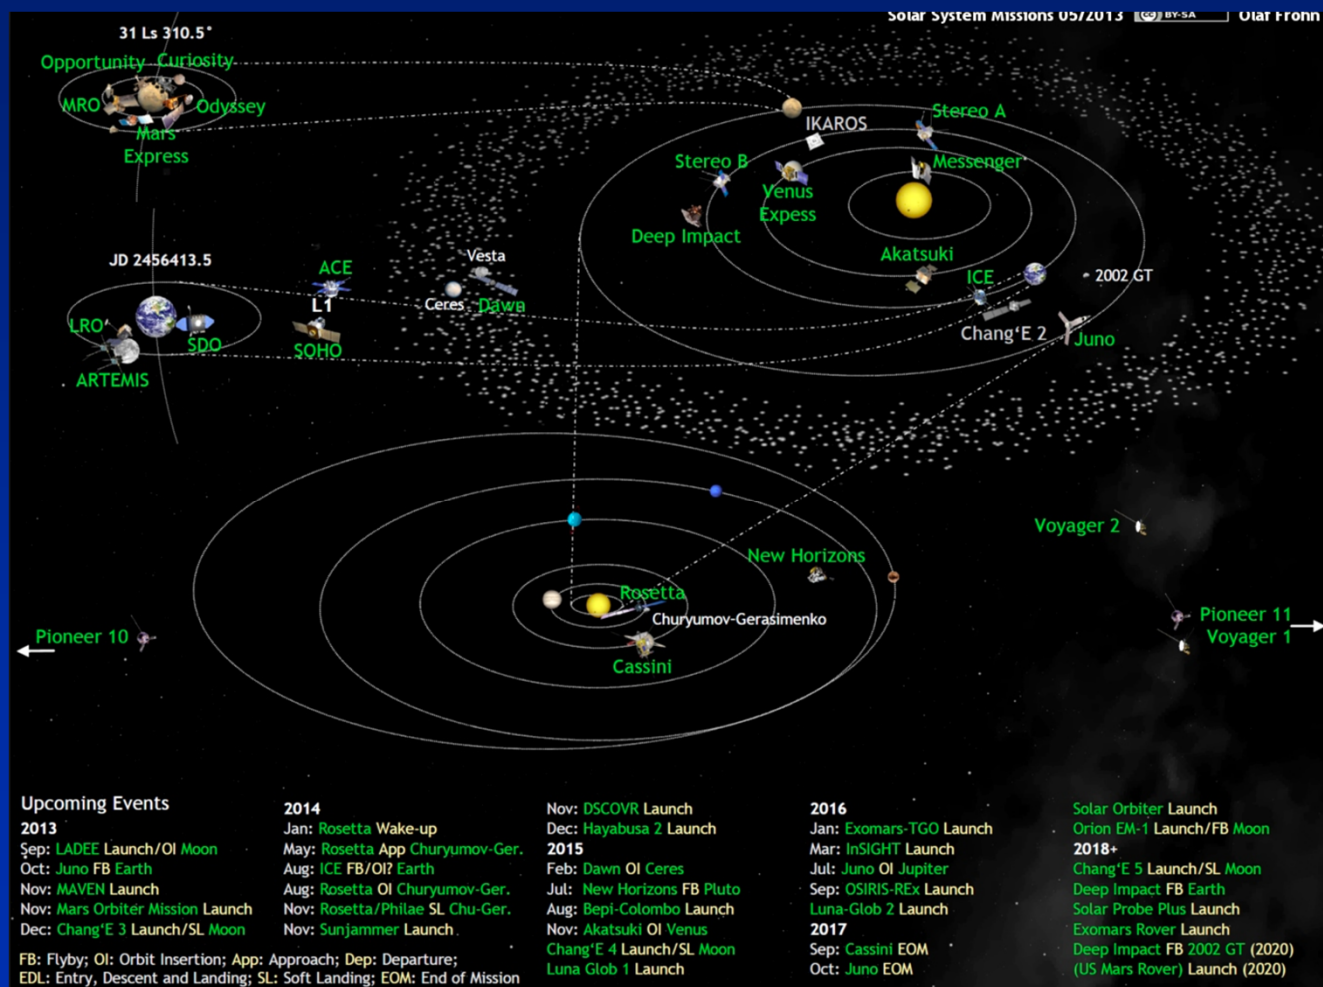 Solar System Missions 05/2013 (cc) BY-SA Olaf Frohn
31 Ls 310.5°
Opportunity Curiosity
MRO Odyssey
Mars
Express
JD 2456413.5
ACE
L1
LRO SDO SOHO
ARTEMIS
Vesta
Ceres Dawn
IKAROS
Stereo A
Stereo B
Messenger
Venus
Expess
Deep Impact
Akatsuki
ICE
2002 GT
Chang'E 2
Juno
Voyager 2
New Horizons
Rosetta
Churyumov-Gerasimenko
Pioneer 11
Pioneer 10
Voyager 1
Cassini
Upcoming Events
2013
Sep: LADEE Launch/OI Moon
Oct: Juno FB Earth
Nov: MAVEN Launch
Nov: Mars Orbiter Mission Launch
Dec: Chang'E 3 Launch/SL Moon
2014
Jan: Rosetta Wake-up
May: Rosetta App Churyumov-Ger.
Aug: ICE FB/OI? Earth
Aug: Rosetta OI Churyumov-Ger.
Nov: Rosetta/Philae SL Chu-Ger.
Nov: Sunjammer Launch
Nov: DSCOVR Launch
Dec: Hayabusa 2 Launch
2015
Feb: Dawn OI Ceres
Jul: New Horizons FB Pluto
Aug: Bepi-Colombo Launch
Nov: Akatsuki OI Venus
Chang'E 4 Launch/SL Moon
Luna Glob 1 Launch
2016
Jan: Exomars-TGO Launch
Mar: InSIGHT Launch
Jul: Juno OI Jupiter
Sep: OSIRIS-REx Launch
Luna-Glob 2 Launch
2017
Sep: Cassini EOM
Oct: Juno EOM
Solar Orbiter Launch
Orion EM-1 Launch/FB Moon
2018+
Chang'E 5 Launch/SL Moon
Deep Impact FB Earth
Solar Probe Plus Launch
Exomars Rover Launch
Deep Impact FB 2002 GT (2020)
(US Mars Rover) Launch (2020)
FB: Flyby; OI: Orbit Insertion; App: Approach; Dep: Departure;
EDL: Entry, Descent and Landing; SL: Soft Landing; EOM: End of Mission